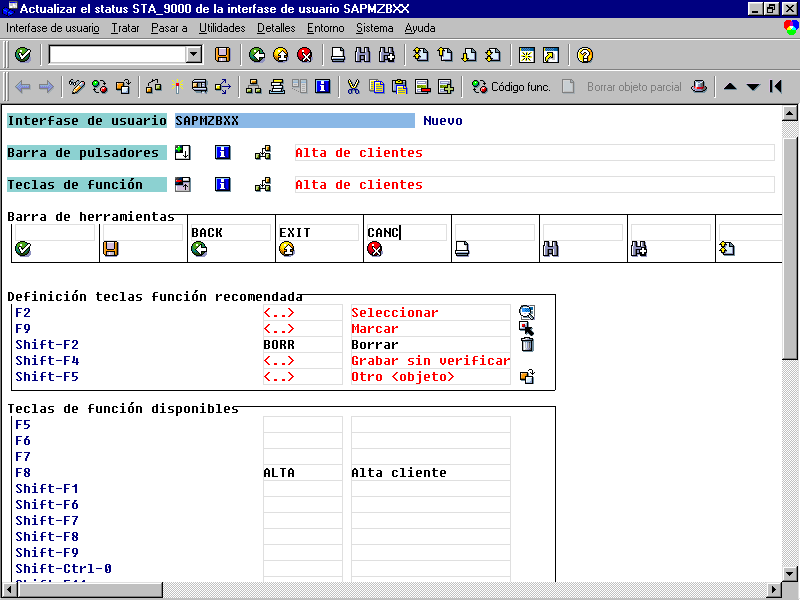 Actualizar el status STA_9000 de la interfase de usuario SAPMZBXX
Interfase de usuario Tratar Pasar a Utilidades Detalles Entorno Sistema Ayuda
Código func. Borrar objeto parcial
Interfase de usuario SAPMZBXX Nuevo
Barra de pulsadores Alta de clientes
Teclas de función Alta de clientes
Barra de herramientas
BACK EXIT CANC
Definición teclas función recomendada
F2 <..> Seleccionar
F9 <..> Marcar
Shift-F2 BORR Borrar
Shift-F4 <..> Grabar sin verificar
Shift-F5 <..> Otro <objeto>
Teclas de función disponibles
F5
F6
F7
F8 ALTA Alta cliente
Shift-F1
Shift-F6
Shift-F7
Shift-F8
Shift-F9
Shift-Ctrl-0